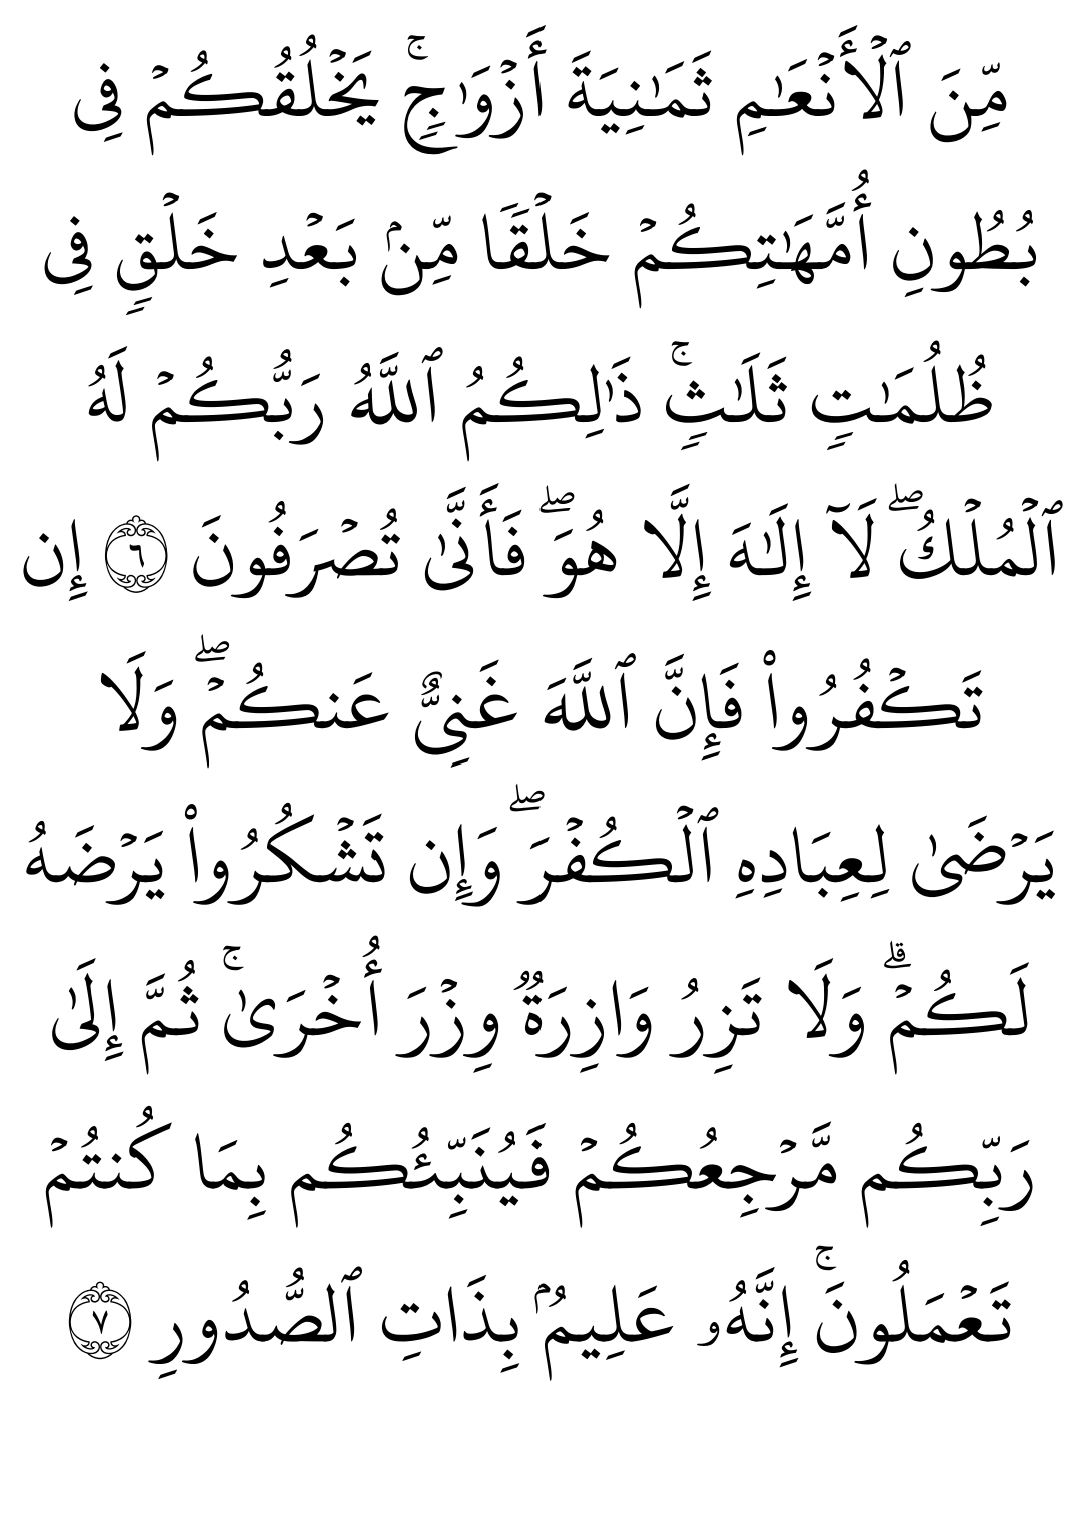 مِّنَ ٱلْأَنْعَـٰمِ ثَمَـٰنِيَةَ أَزْوَٰجٍۢ ۚ يَخْلُقُكُمْ فِى
بُطُونِ أُمَّهَـٰتِكُمْ خَلْقًۭا مِّنۢ بَعْدِ خَلْقٍۢ فِى
ظُلُمَـٰتٍۢ ثَلَـٰثٍۢ ۚ ذَٰلِكُمُ ٱللَّهُ رَبُّكُمْ لَهُ
ٱلْمُلْكُ ۖ لَآ إِلَـٰهَ إِلَّا هُوَ ۖ فَأَنَّىٰ تُصْرَفُونَ ٦ إِن
تَكْفُرُوا۟ فَإِنَّ ٱللَّهَ غَنِىٌّ عَنكُمْ ۖ وَلَا
يَرْضَىٰ لِعِبَادِهِ ٱلْكُفْرَ ۖ وَإِن تَشْكُرُوا۟ يَرْضَهُ
لَكُمْ ۗ وَلَا تَزِرُ وَازِرَةٌۭ وِزْرَ أُخْرَىٰ ۚ ثُمَّ إِلَىٰ
رَبِّكُم مَّرْجِعُكُمْ فَيُنَبِّئُكُم بِمَا كُنتُمْ
تَعْمَلُونَ ۚ إِنَّهُۥ عَلِيمٌۢ بِذَاتِ ٱلصُّدُورِ ٧